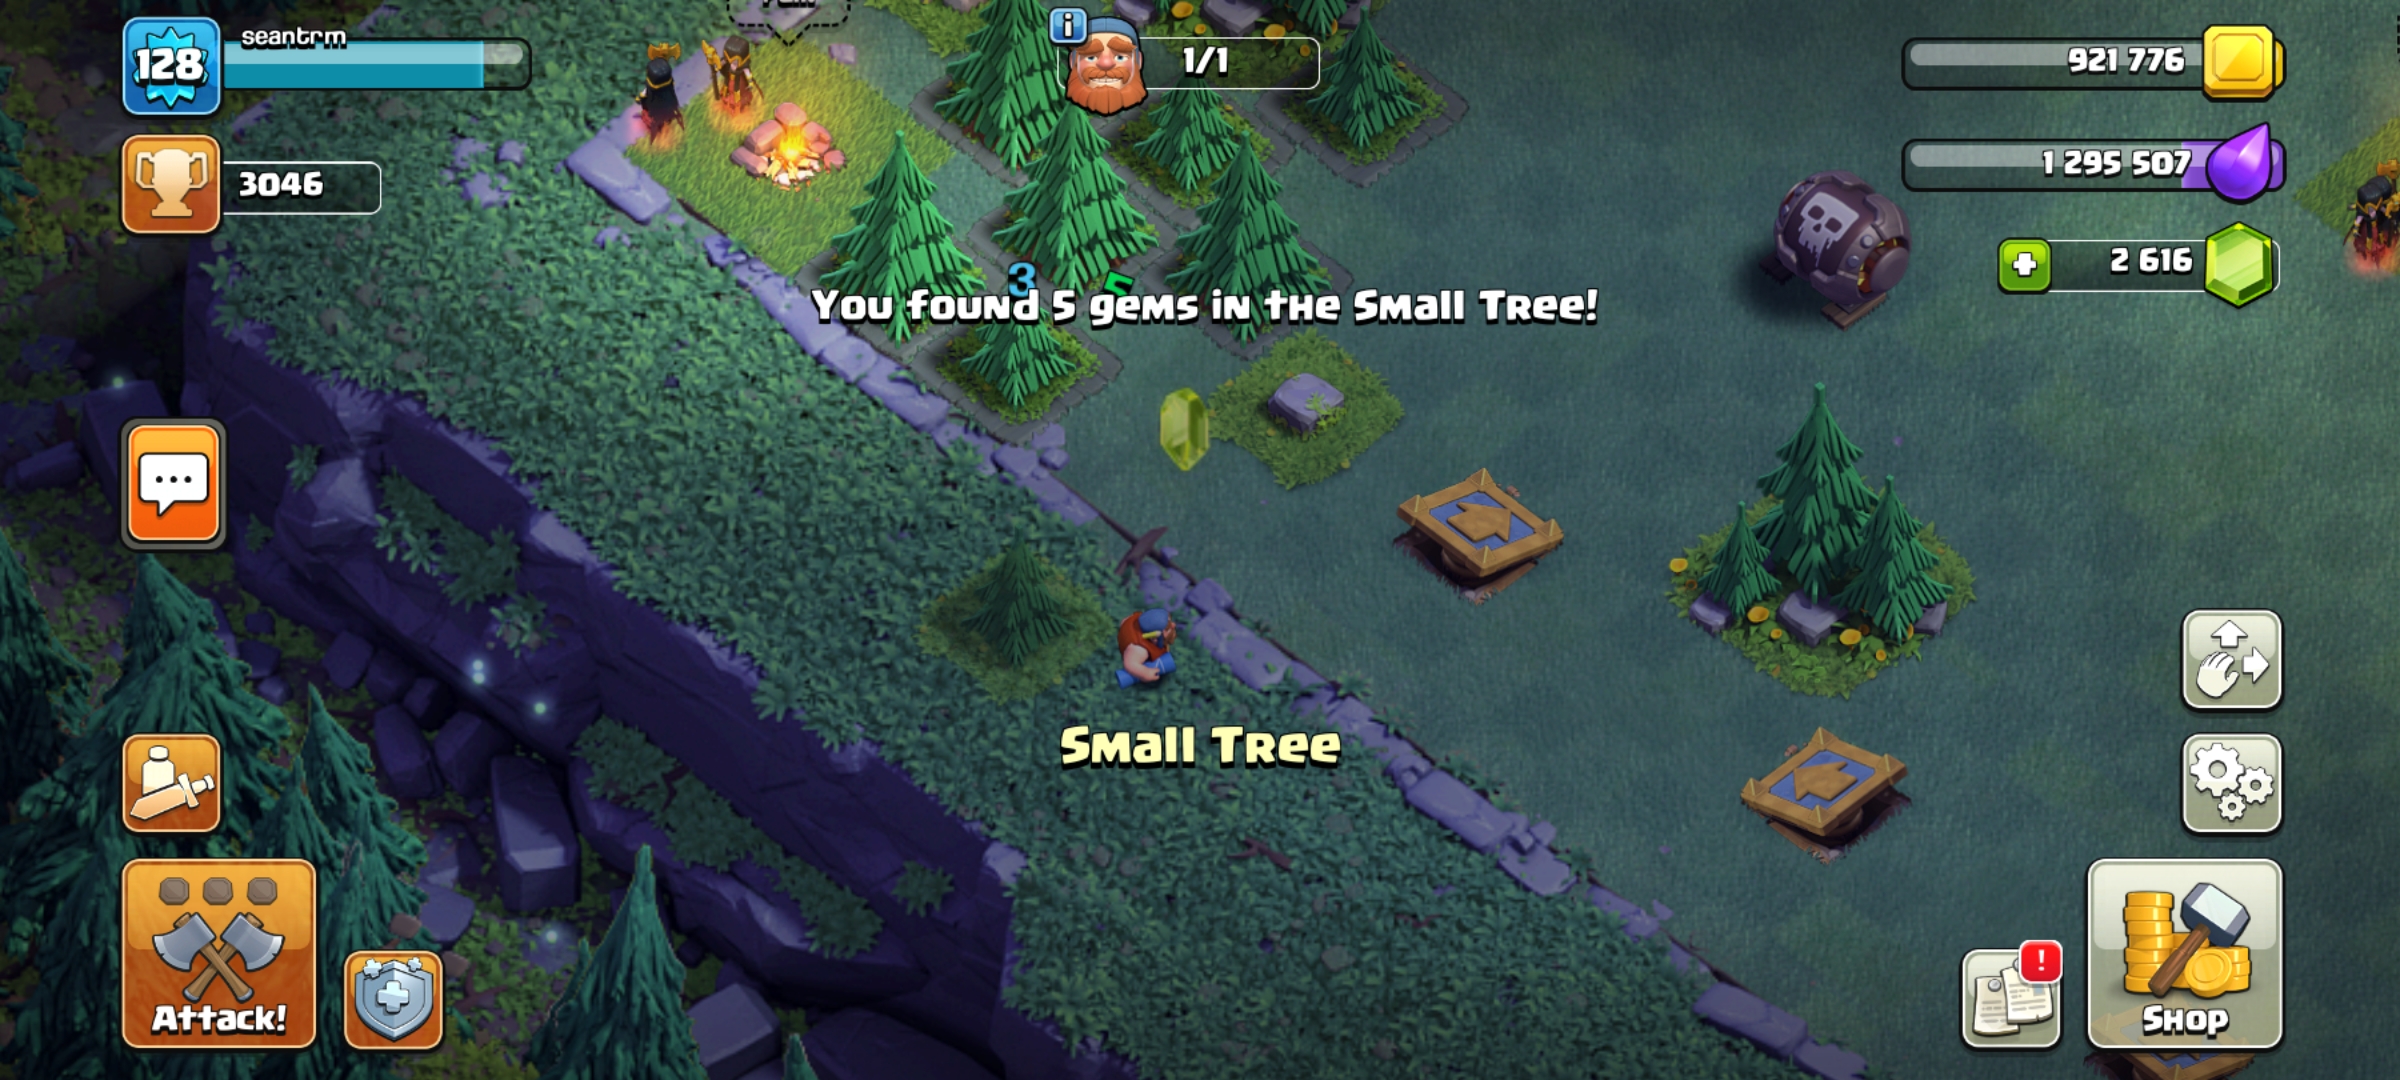 128
seantrm
1/1
921 776
3046
1 295 507
2 616
3
5
You found 5 gems in the Small Tree!
Small Tree
Attack!
!
Shop